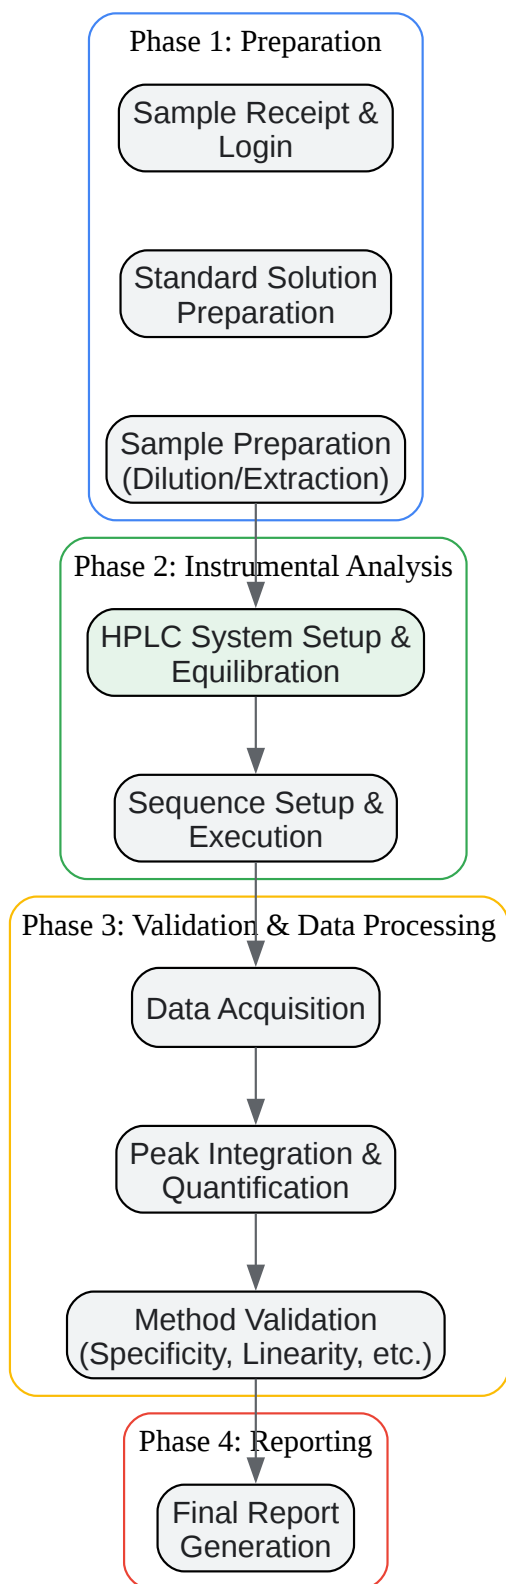 Phase 1: Preparation
Sample Receipt &
Login
Standard Solution
Preparation
Sample Preparation
(Dilution/Extraction)
Phase 2: Instrumental Analysis
HPLC System Setup &
Equilibration
Sequence Setup &
Execution
Phase 3: Validation & Data Processing
Data Acquisition
Peak Integration &
Quantification
Method Validation
(Specificity, Linearity, etc.)
Phase 4: Reporting
Final Report
Generation